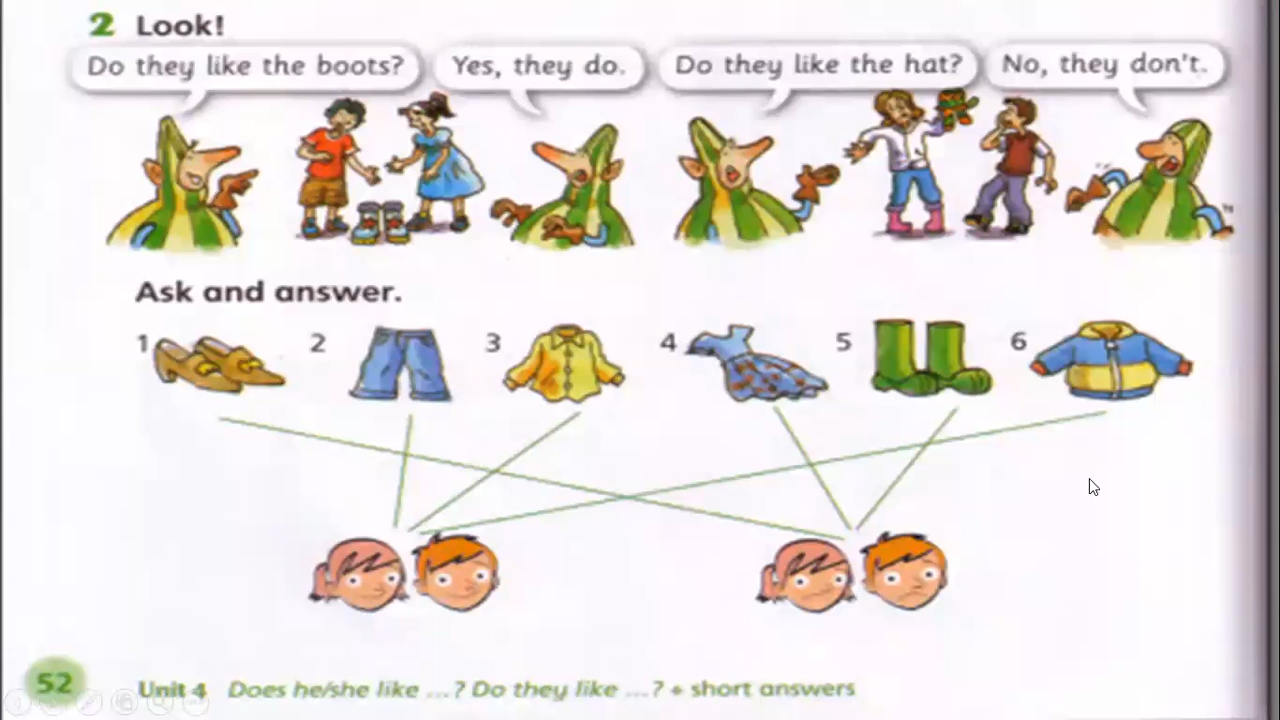 2 Look!
Do they like the boots? Yes, they do. Do they like the hat? No, they don't.
Ask and answer.
1 2 3 4 5 6
52 Unit 4 Does he/she like ...? Do they like ...? + short answers